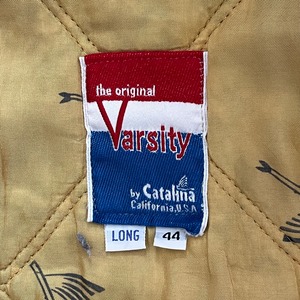 the original
Varsity
by Catalina
California, U.S.A.
LONG 44